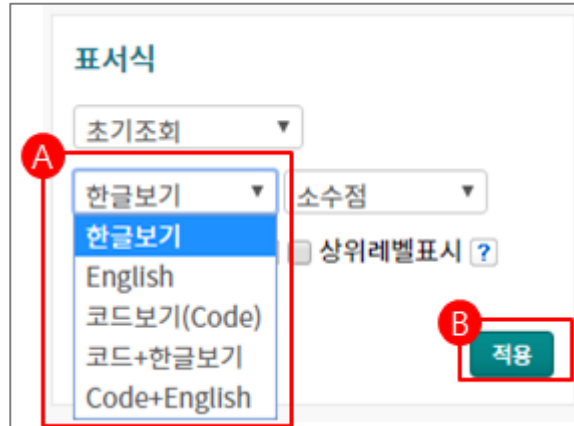 표서식
초기조회 ▼
A
한글보기 ▼ 소수점 ▼
한글보기
English
상위레벨표시 ?
코드보기(Code)
코드+한글보기
Code+English
B
적용